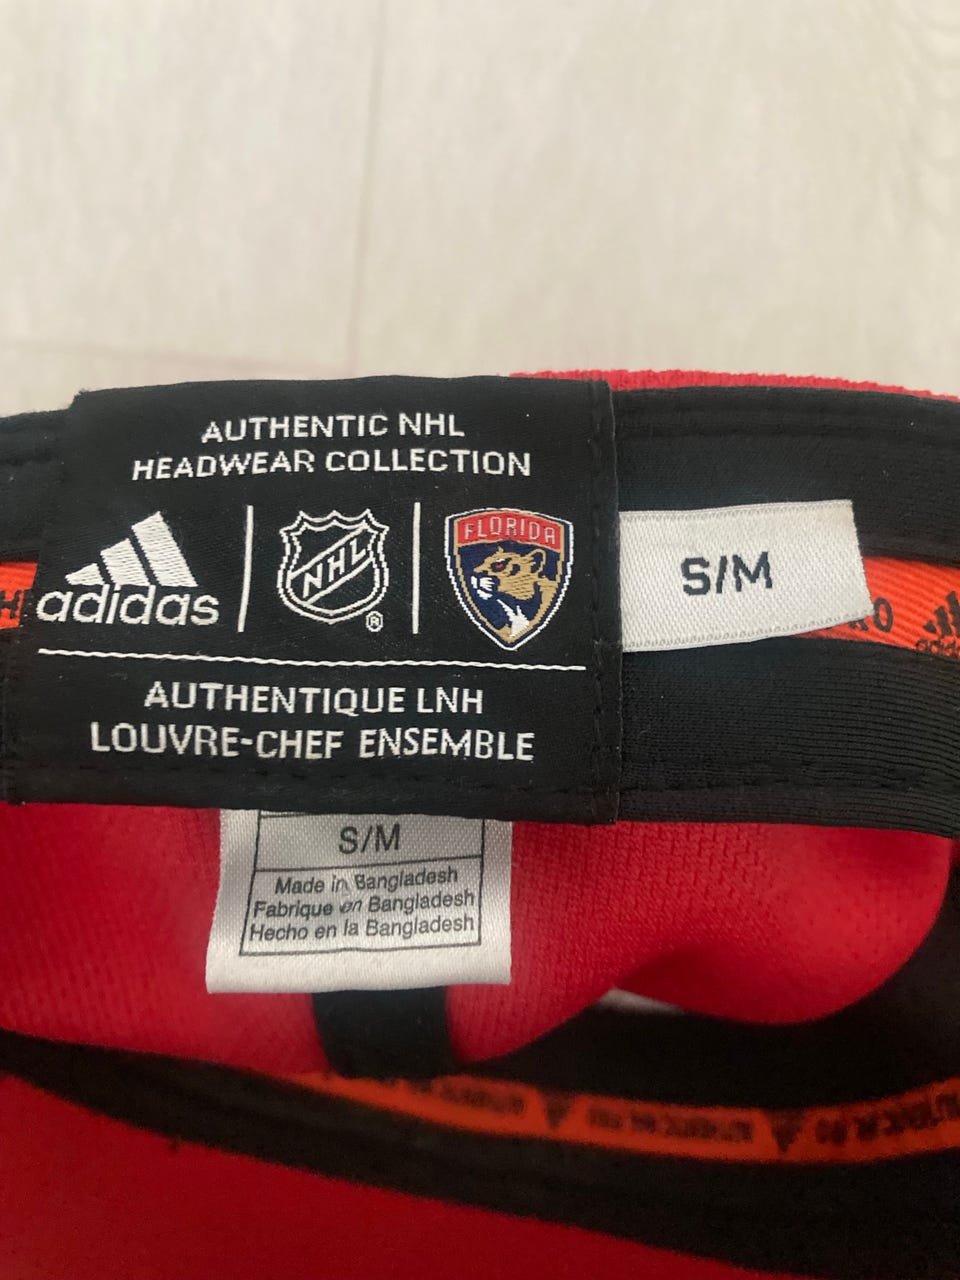 AUTHENTIC NHL
HEADWEAR COLLECTION
adidas
NHL
®
FLORIDA
S/M
AUTHENTIQUE LNH
LOUVRE-CHEF ENSEMBLE
S/M
Made in Bangladesh
Fabrique en Bangladesh
Hecho en la Bangladesh